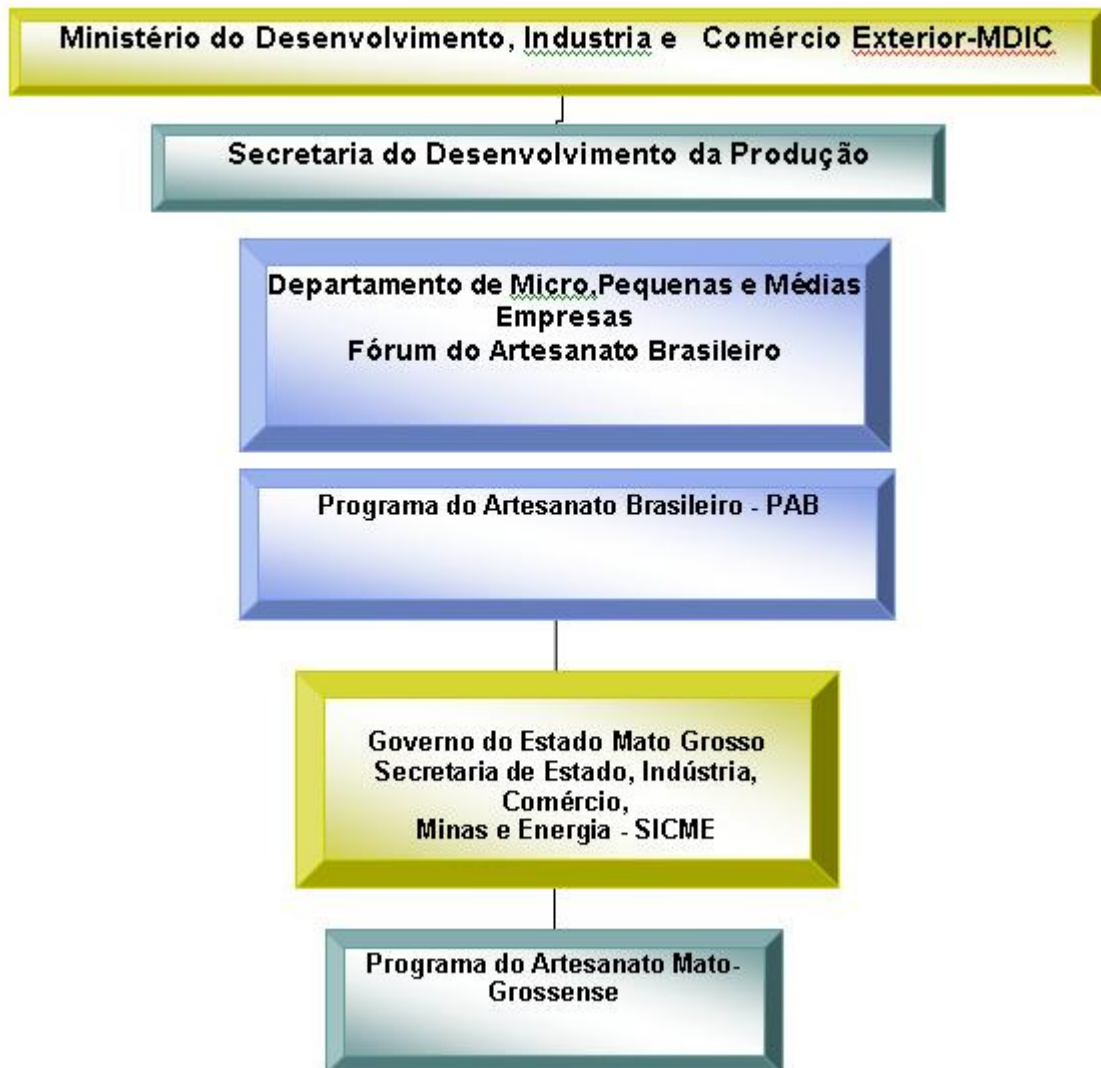 Ministério do Desenvolvimento, Industria e Comércio Exterior-MDIC
Secretaria do Desenvolvimento da Produção
Departamento de Micro,Pequenas e Médias
Empresas
Fórum do Artesanato Brasileiro
Programa do Artesanato Brasileiro - PAB
Governo do Estado Mato Grosso
Secretaria de Estado, Indústria,
Comércio,
Minas e Energia - SICME
Programa do Artesanato Mato-
Grossense